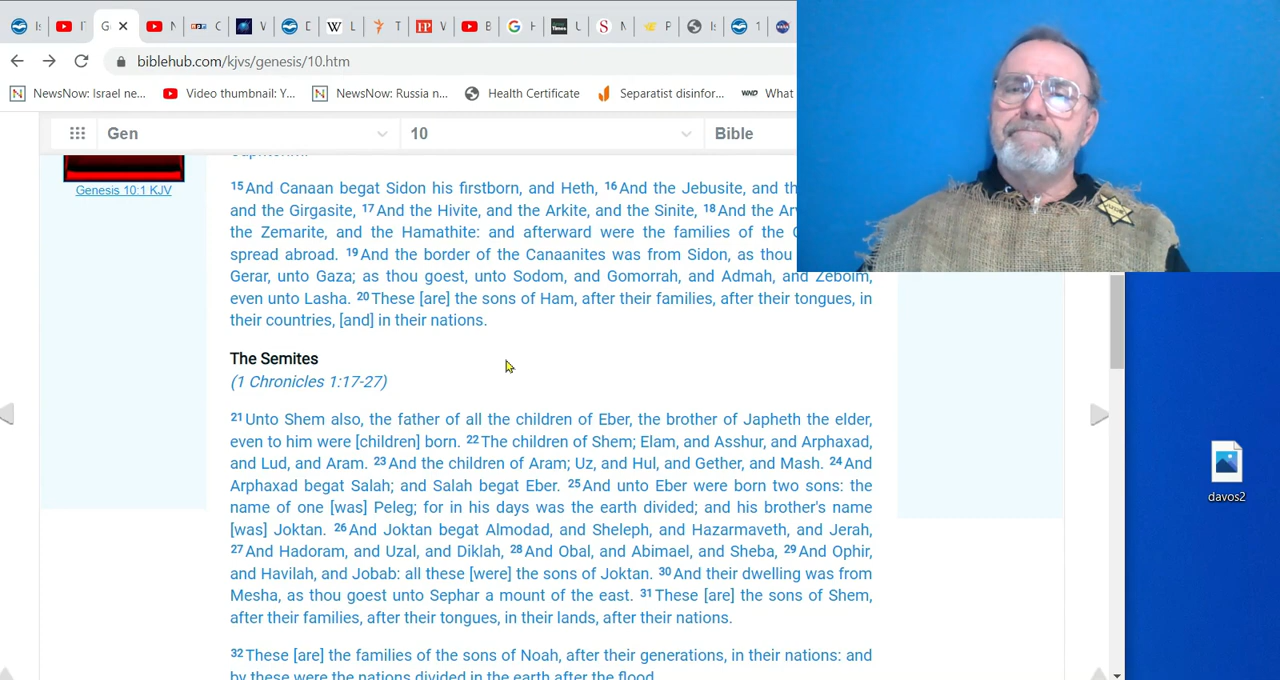 G
C
W
L
T
W
G
biblehub.com/kjvs/genesis/10.htm
NewsNow: Israel ne...
Video thumbnail: Y...
NewsNow: Russia n...
Health Certificate
Separatist disinfor...
WND What
Gen
10
Bible
Genesis 10:1 KJV
15 And Canaan begat Sidon his firstborn, and Heth, 16 And the Jebusite, and th
and the Girgasite, 17 And the Hivite, and the Arkite, and the Sinite, 18 And the Ar
the Zemarite, and the Hamathite: and afterward were the families of the C
spread abroad. 19 And the border of the Canaanites was from Sidon, as thou
Gerar, unto Gaza; as thou goest, unto Sodom, and Gomorrah, and Admah, and Zeboim,
even unto Lasha. 20 These [are] the sons of Ham, after their families, after their tongues, in
their countries, [and] in their nations.
The Semites
(1 Chronicles 1:17-27)
21 Unto Shem also, the father of all the children of Eber, the brother of Japheth the elder,
even to him were [children] born. 22 The children of Shem; Elam, and Asshur, and Arphaxad,
and Lud, and Aram. 23 And the children of Aram; Uz, and Hul, and Gether, and Mash. 24 And
Arphaxad begat Salah; and Salah begat Eber. 25 And unto Eber were born two sons: the
name of one [was] Peleg; for in his days was the earth divided; and his brother's name
[was] Joktan. 26 And Joktan begat Almodad, and Sheleph, and Hazarmaveth, and Jerah,
27 And Hadoram, and Uzal, and Diklah, 28 And Obal, and Abimael, and Sheba, 29 And Ophir,
and Havilah, and Jobab: all these [were] the sons of Joktan. 30 And their dwelling was from
Mesha, as thou goest unto Sephar a mount of the east. 31 These [are] the sons of Shem,
after their families, after their tongues, in their lands, after their nations.
32 These [are] the families of the sons of Noah, after their generations, in their nations: and
by these were the nations divided in the earth after the flood.
davos2